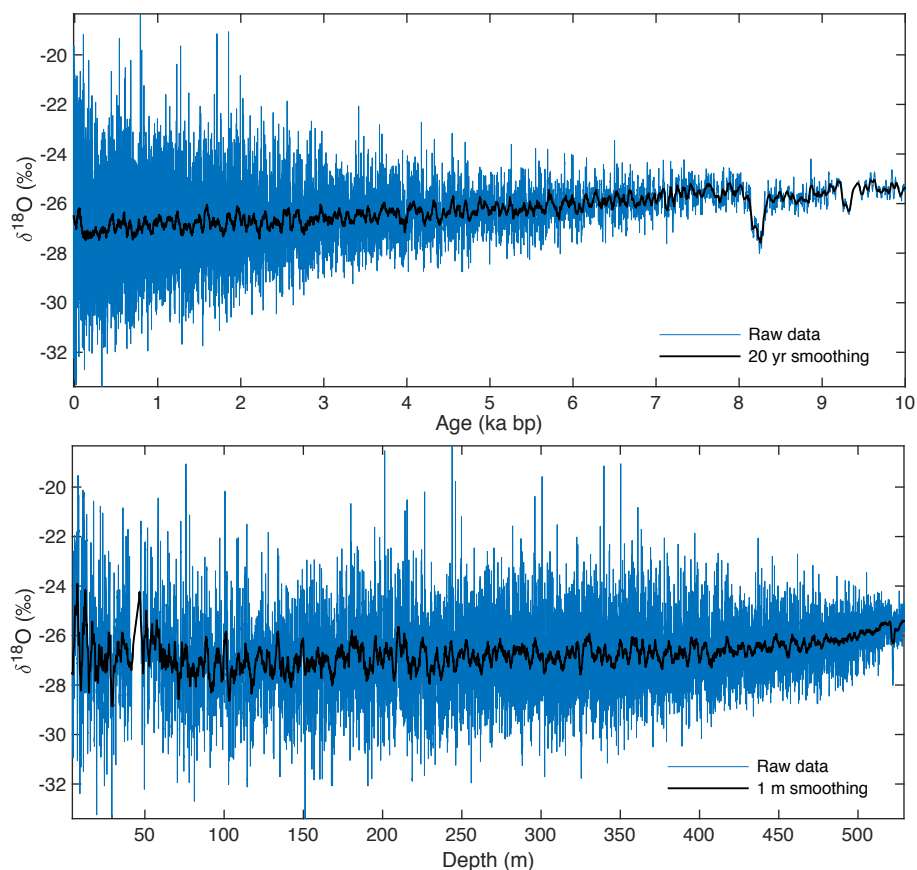 -20
-22
-24
-26
-28
-30
-32
δ18O (‰)
Raw data
20 yr smoothing
0 1 2 3 4 5 6 7 8 9 10
Age (ka bp)
-20
-22
-24
-26
-28
-30
-32
δ18O (‰)
Raw data
1 m smoothing
50 100 150 200 250 300 350 400 450 500
Depth (m)